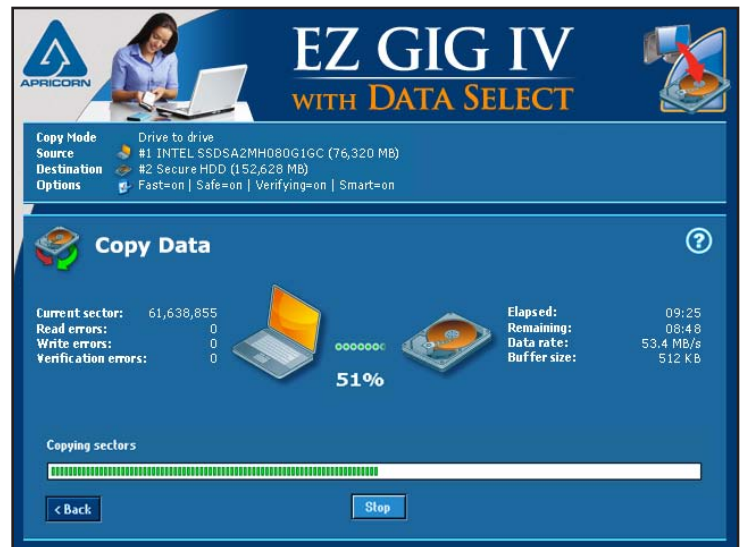 APRICORN
EZ GIG IV
WITH DATA SELECT
Copy Mode Drive to drive
Source #1 INTEL SSDSA2MH080G1GC (76,320 MB)
Destination #2 Secure HDD (152,628 MB)
Options Fast=on | Safe=on | Verifying=on | Smart=on
Copy Data
?
Current sector: 61,638,855
Read errors: 0
Write errors: 0
Verification errors: 0
51%
Elapsed: 09:25
Remaining: 08:48
Data rate: 53.4 MB/s
Buffer size: 512 KB
Copying sectors
< Back
Stop